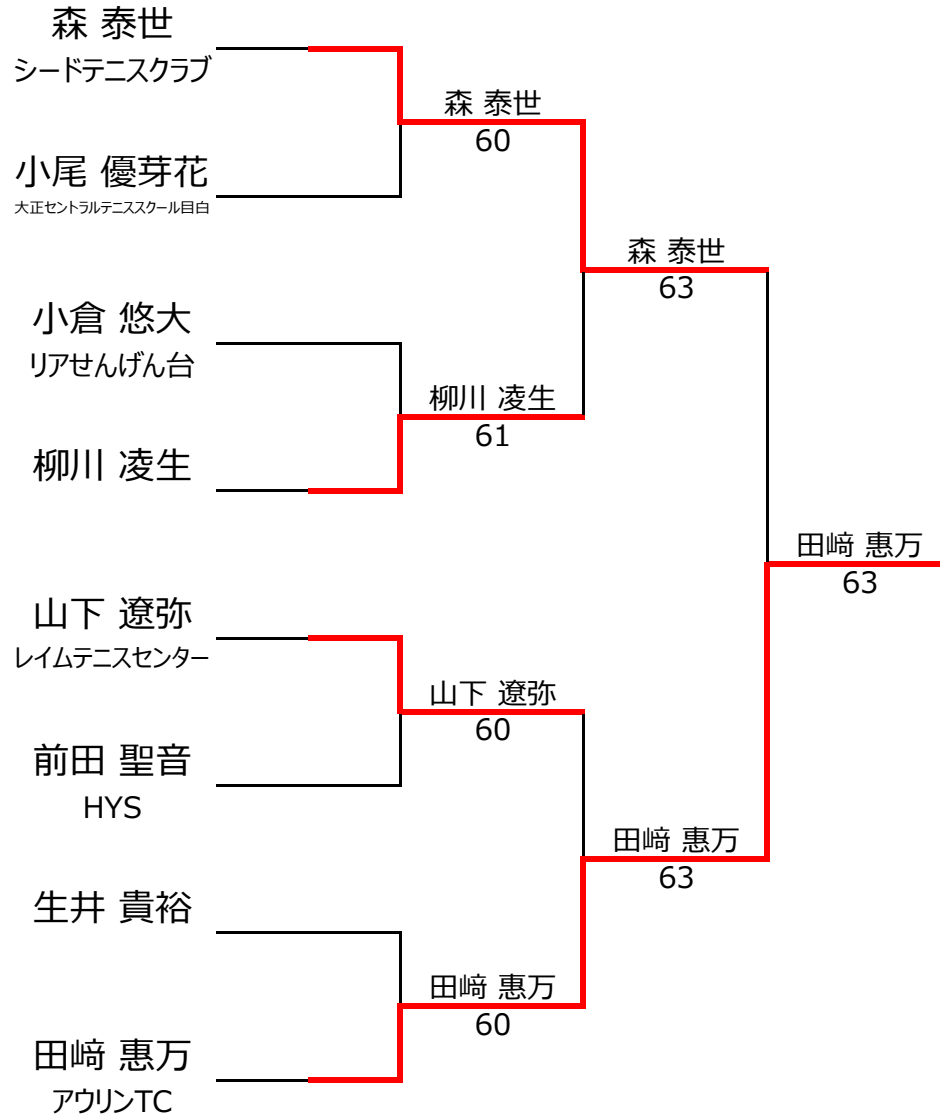 森 泰世
シードテニスクラブ
小尾 優芽花
大正セントラルテニススクール目白
小倉 悠大
リアせんげん台
柳川 凌生
山下 遼弥
レイムテニスセンター
前田 聖音
HYS
生井 貴裕
田﨑 惠万
アウリンTC
森 泰世
60
柳川 凌生
61
山下 遼弥
60
田﨑 惠万
60
森 泰世
63
田﨑 惠万
63
田﨑 惠万
63